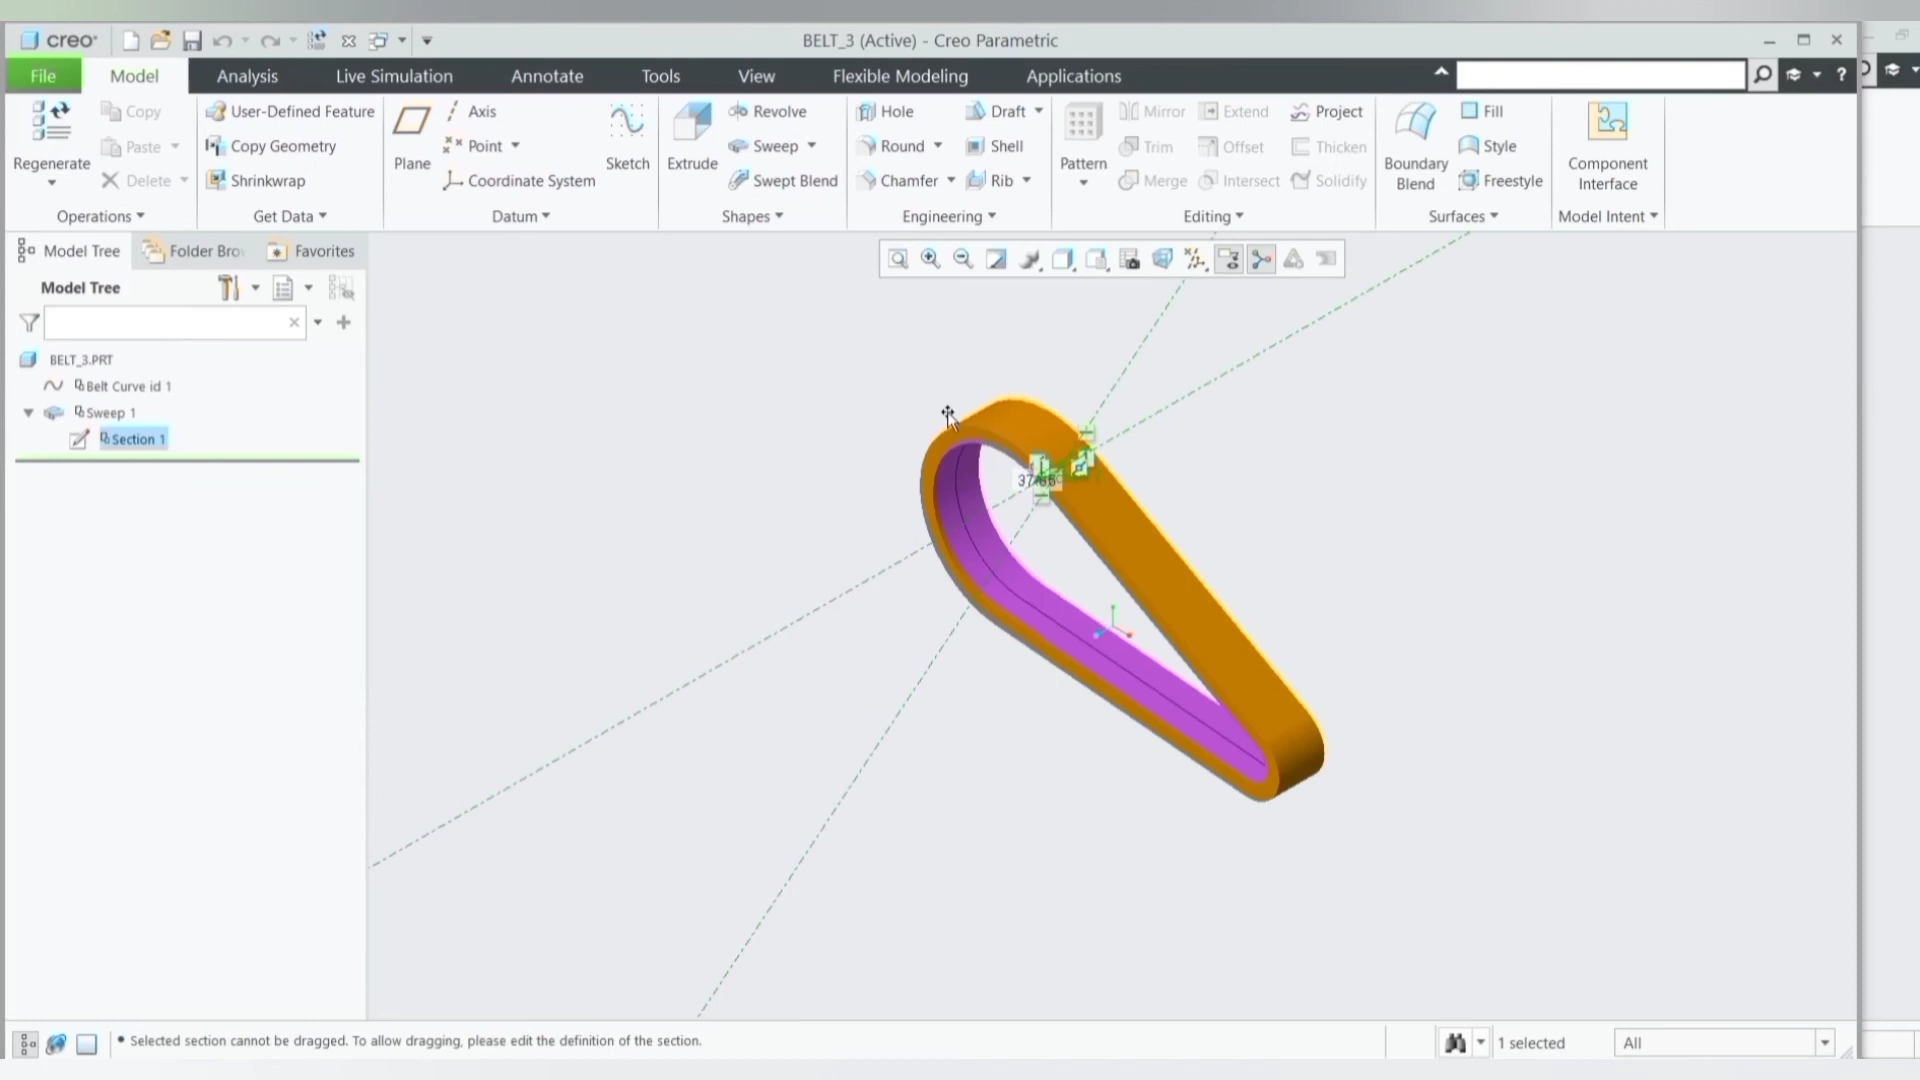 creo
BELT_3 (Active) - Creo Parametric
File Model Analysis Live Simulation Annotate Tools View Flexible Modeling Applications
?
Regenerate
Copy
Paste
Delete
Operations
User-Defined Feature
Copy Geometry
Shrinkwrap
Get Data
Plane
Axis
Point
Coordinate System
Sketch
Datum
Extrude
Revolve
Sweep
Swept Blend
Shapes
Hole
Draft
Round
Shell
Chamfer
Rib
Engineering
Pattern
Mirror
Extend
Project
Trim
Offset
Thicken
Merge
Intersect
Solidify
Editing
Boundary
Blend
Fill
Style
Freestyle
Surfaces
Component
Interface
Model Intent
Model Tree Folder Bro Favorites
Model Tree
BELT_3.PRT
Belt Curve id 1
Sweep 1
Section 1
Selected section cannot be dragged. To allow dragging, please edit the definition of the section.
1 selected
All